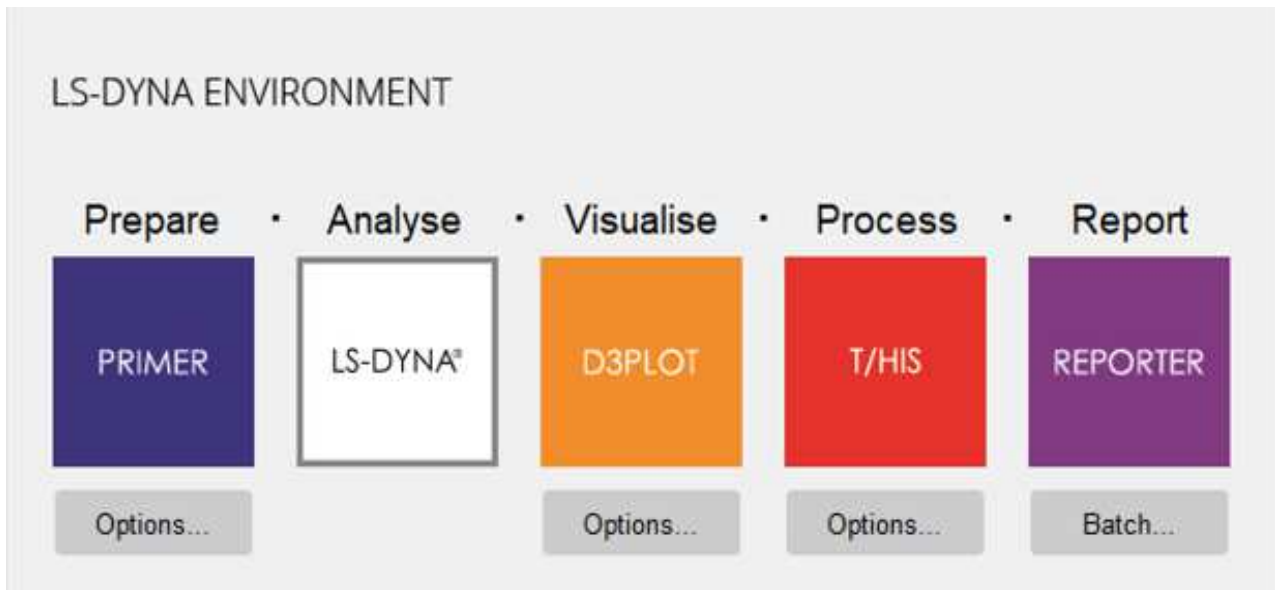 LS-DYNA ENVIRONMENT
Prepare · Analyse · Visualise · Process · Report
PRIMER LS-DYNA® D3PLOT T/HIS REPORTER
Options... Options... Options... Batch...